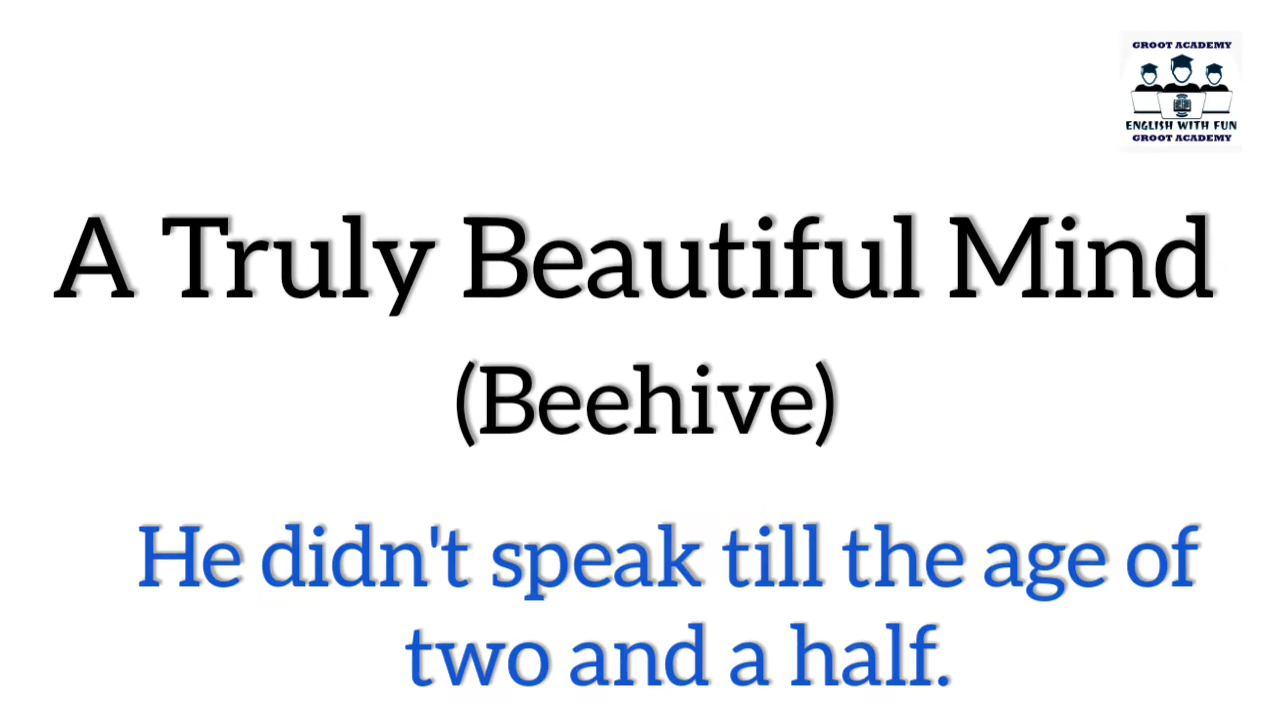 GROOT ACADEMY
ENGLISH WITH FUN
GROOT ACADEMY
A Truly Beautiful Mind
(Beehive)
He didn't speak till the age of
two and a half.